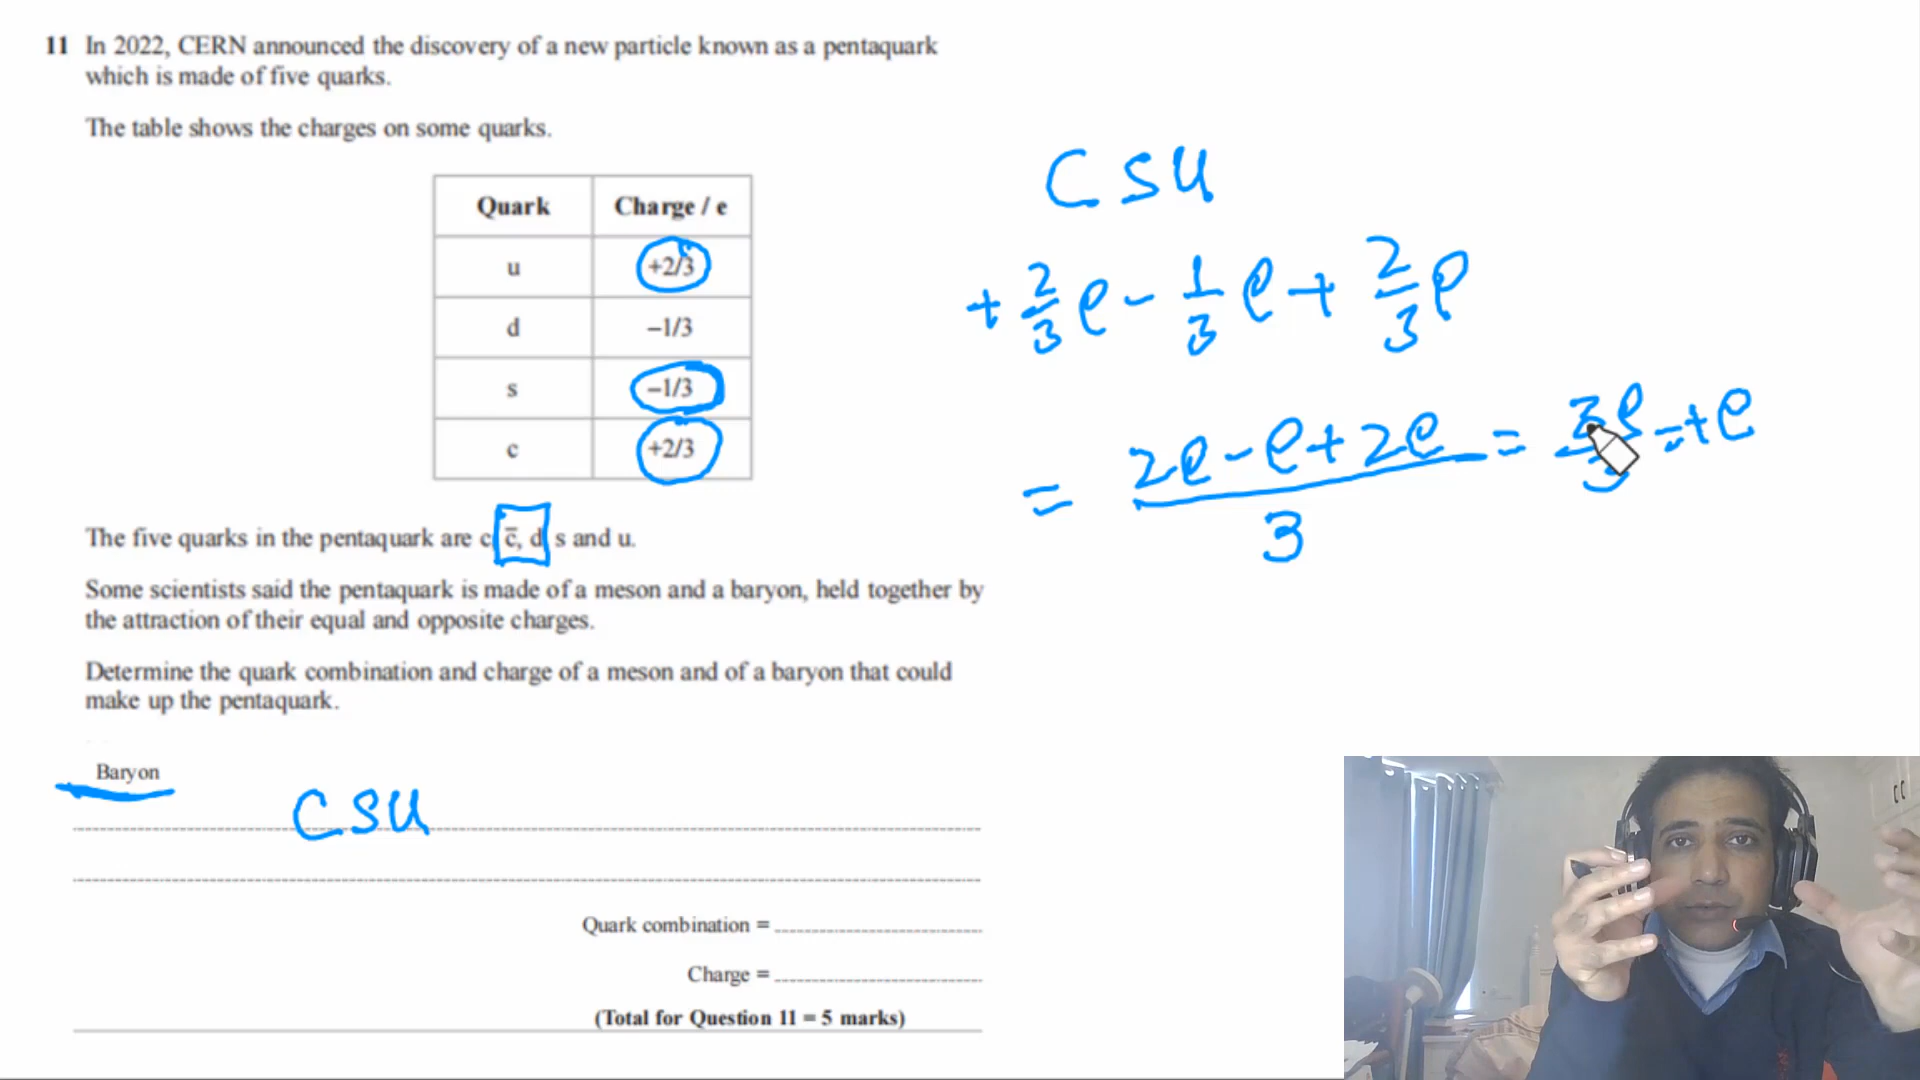 11 In 2022, CERN announced the discovery of a new particle known as a pentaquark
which is made of five quarks.
The table shows the charges on some quarks.
Quark Charge / e
u +2/3
d –1/3
s –1/3
c +2/3
The five quarks in the pentaquark are c, c̅, d, s and u.
Some scientists said the pentaquark is made of a meson and a baryon, held together by
the attraction of their equal and opposite charges.
Determine the quark combination and charge of a meson and of a baryon that could
make up the pentaquark.
Baryon
csu
Quark combination =
Charge =
(Total for Question 11 = 5 marks)
csu
+ 2/3 e - 1/3 e + 2/3 e
= 2e - e + 2e / 3 = 3e/3 = +e